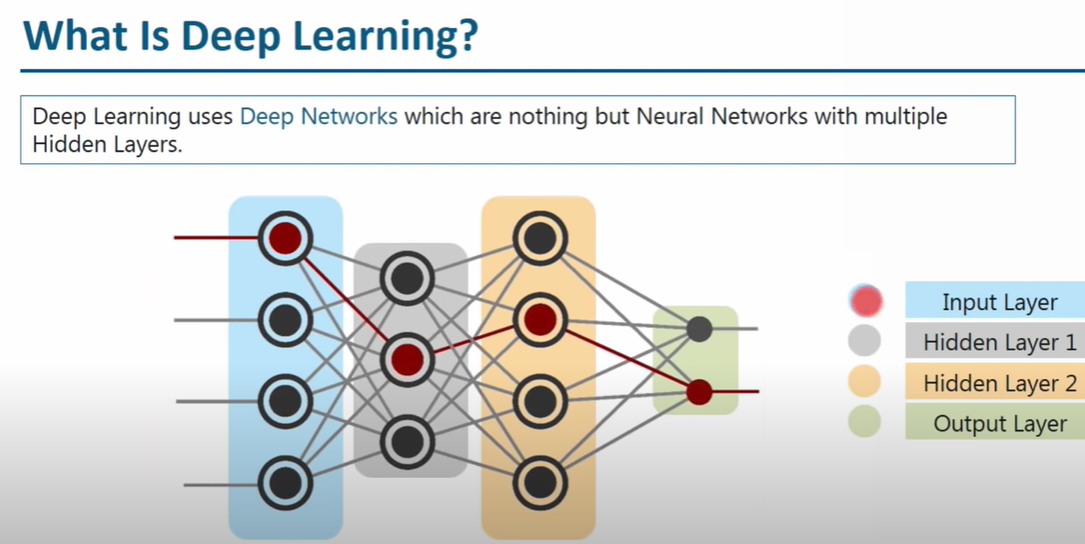 What Is Deep Learning?
Deep Learning uses Deep Networks which are nothing but Neural Networks with multiple
Hidden Layers.
Input Layer
Hidden Layer 1
Hidden Layer 2
Output Layer